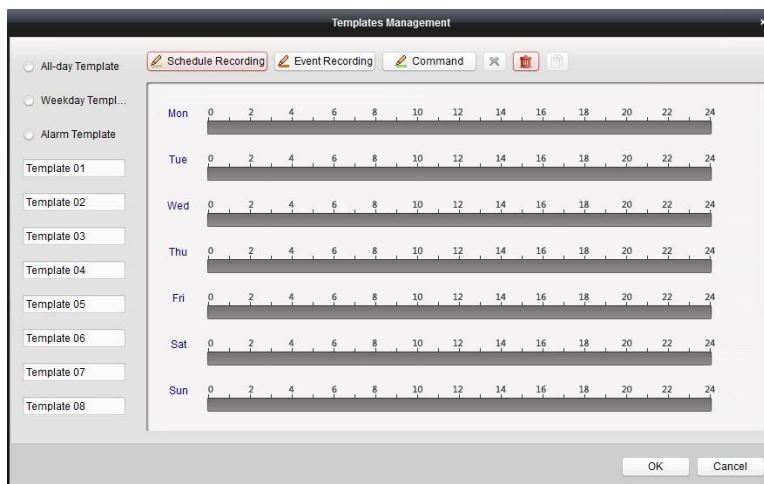 Templates Management
All-day Template
Schedule Recording Event Recording Command
Weekday Templ...
Alarm Template
Template 01
Template 02
Template 03
Template 04
Template 05
Template 06
Template 07
Template 08
Mon 0 2 4 6 8 10 12 14 16 18 20 22 24
Tue 0 2 4 6 8 10 12 14 16 18 20 22 24
Wed 0 2 4 6 8 10 12 14 16 18 20 22 24
Thu 0 2 4 6 8 10 12 14 16 18 20 22 24
Fri 0 2 4 6 8 10 12 14 16 18 20 22 24
Sat 0 2 4 6 8 10 12 14 16 18 20 22 24
Sun 0 2 4 6 8 10 12 14 16 18 20 22 24
OK Cancel